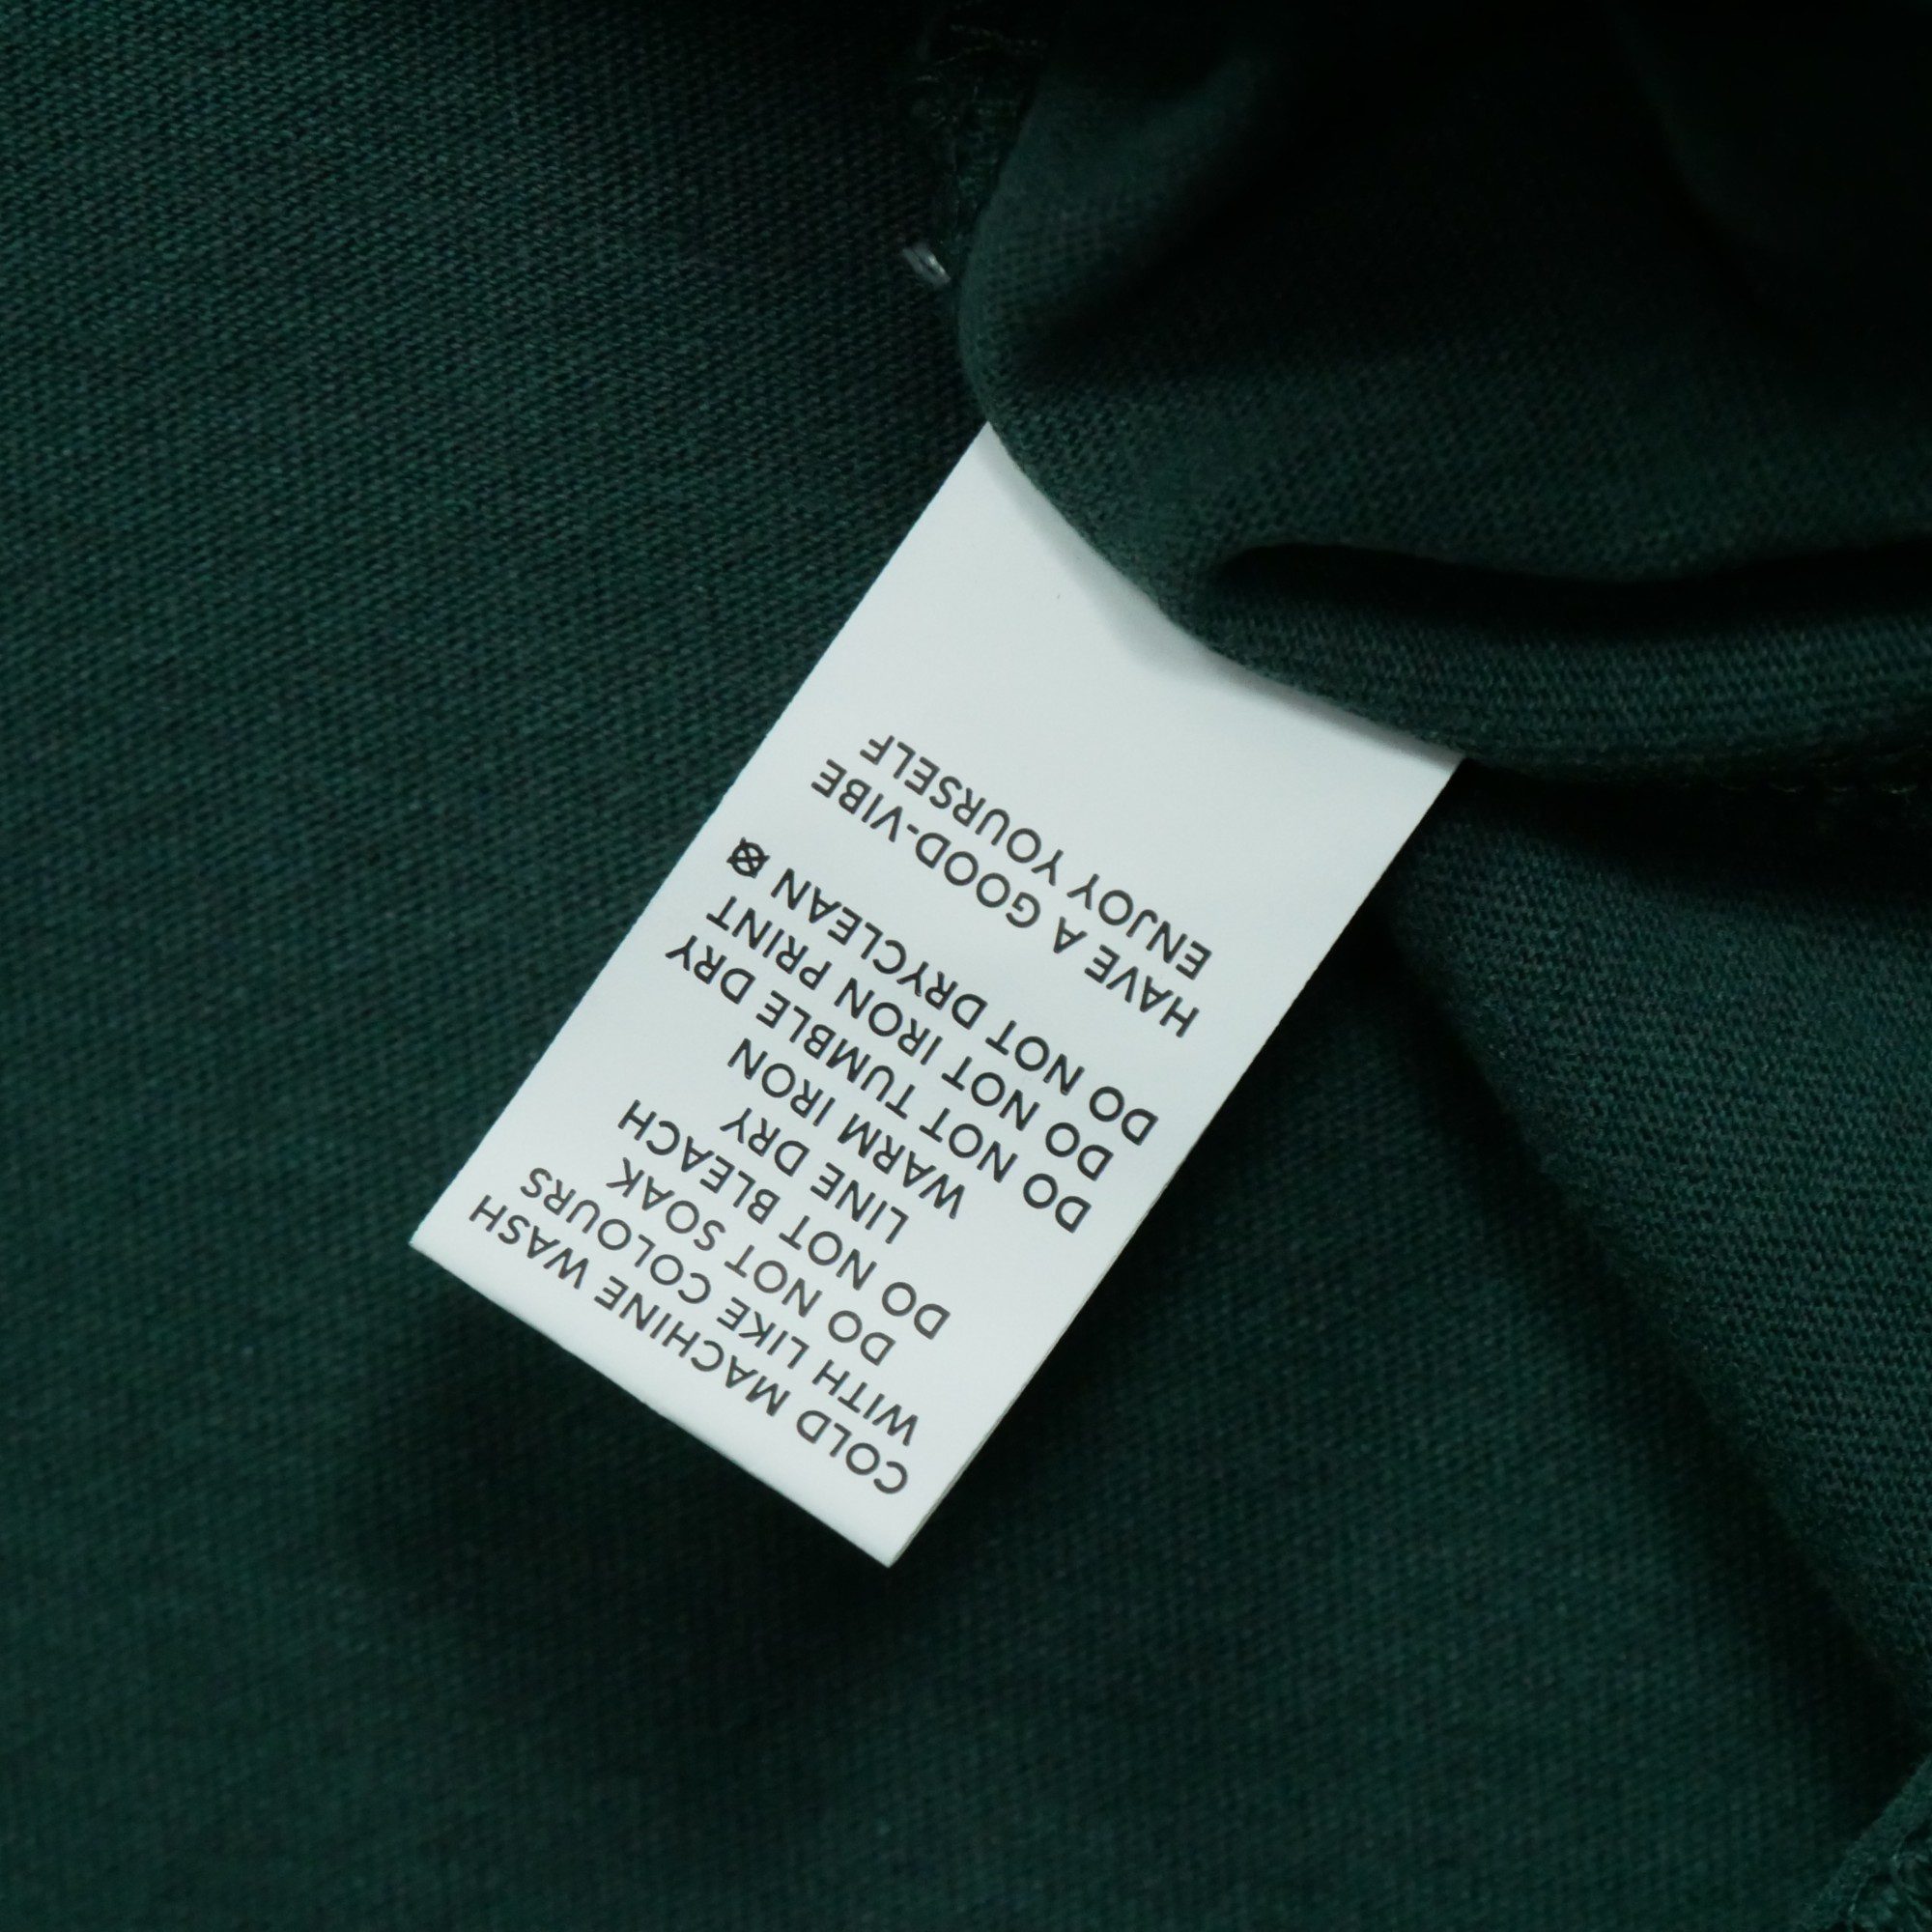 COLD MACHINE WASH
WITH LIKE COLOURS
DO NOT SOAK
DO NOT BLEACH
LINE DRY
WARM IRON
DO NOT TUMBLE DRY
DO NOT IRON PRINT
DO NOT DRYCLEAN
HAVE A GOOD-VIBE
ENJOY YOURSELF